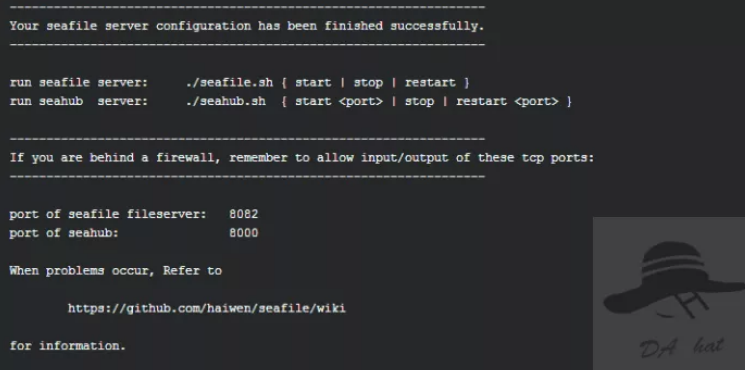 -----------------------------------------------------------------
Your seafile server configuration has been finished successfully.
-----------------------------------------------------------------
run seafile server:     ./seafile.sh { start | stop | restart }
run seahub  server:     ./seahub.sh  { start <port> | stop | restart <port> }
-----------------------------------------------------------------
If you are behind a firewall, remember to allow input/output of these tcp ports:
-----------------------------------------------------------------
port of seafile fileserver:   8082
port of seahub:               8000
When problems occur, Refer to
https://github.com/haiwen/seafile/wiki
for information.
DA hat